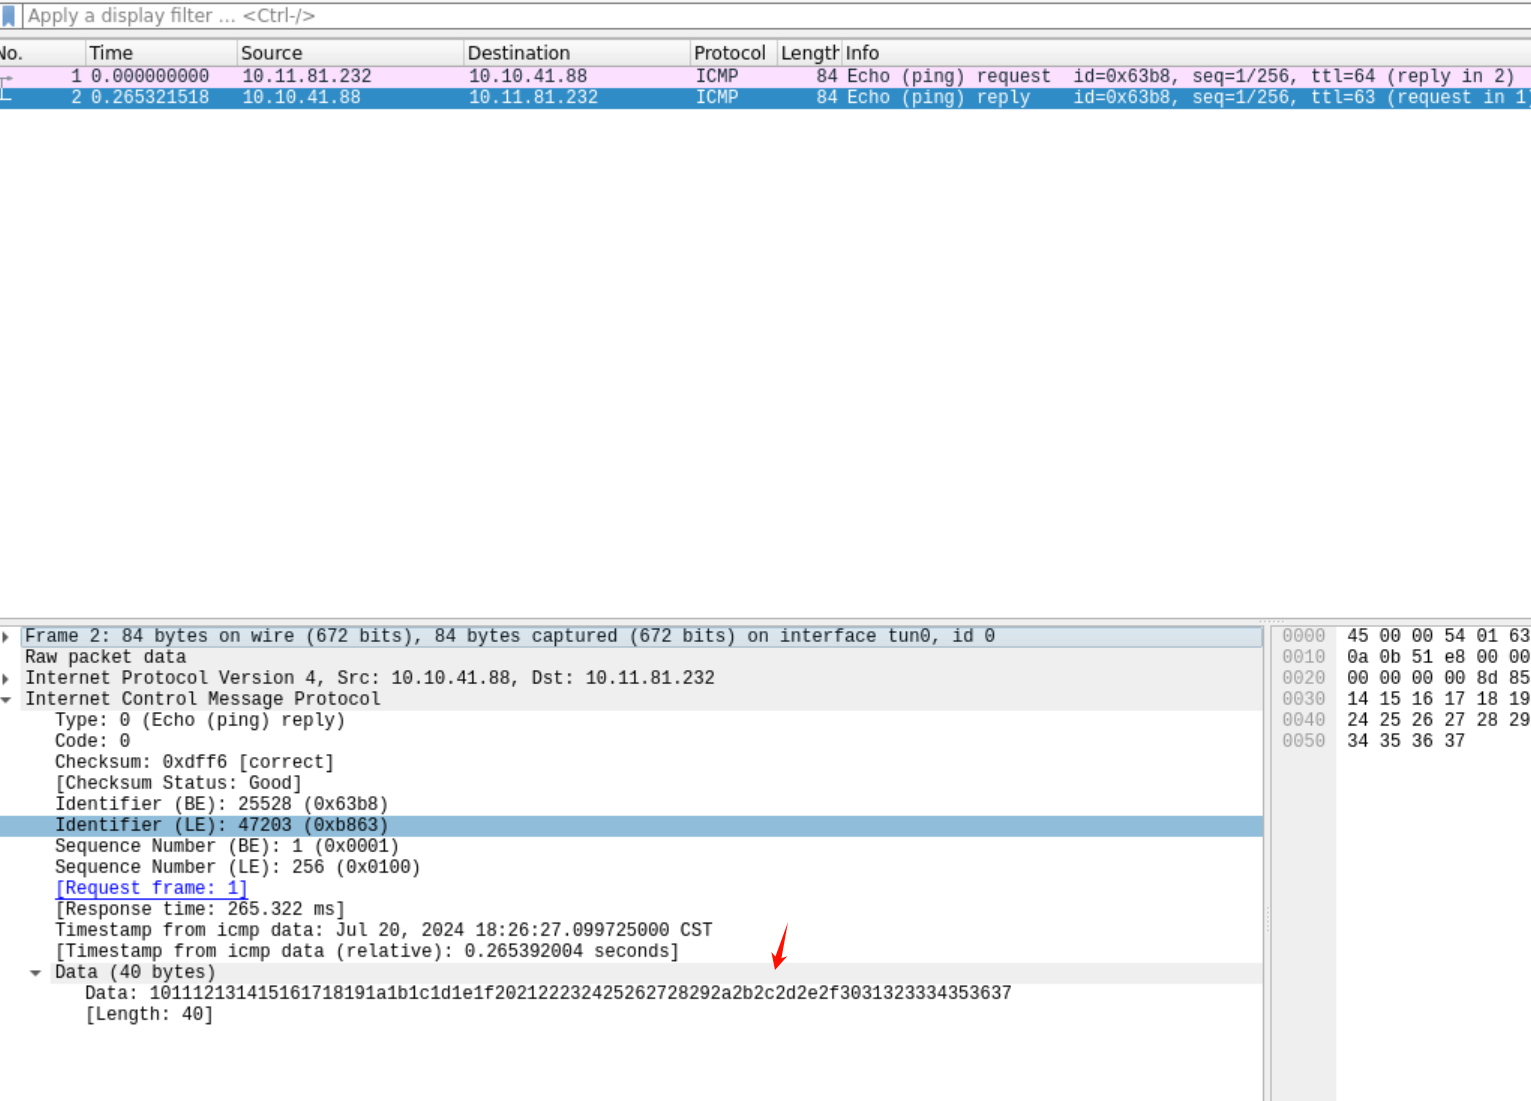 Apply a display filter ... <Ctrl-/>
No. Time Source Destination Protocol Length Info
1 0.000000000 10.11.81.232 10.10.41.88 ICMP 84 Echo (ping) request id=0x63b8, seq=1/256, ttl=64 (reply in 2)
2 0.265321518 10.10.41.88 10.11.81.232 ICMP 84 Echo (ping) reply id=0x63b8, seq=1/256, ttl=63 (request in 1
Frame 2: 84 bytes on wire (672 bits), 84 bytes captured (672 bits) on interface tun0, id 0
Raw packet data
Internet Protocol Version 4, Src: 10.10.41.88, Dst: 10.11.81.232
Internet Control Message Protocol
Type: 0 (Echo (ping) reply)
Code: 0
Checksum: 0xdff6 [correct]
[Checksum Status: Good]
Identifier (BE): 25528 (0x63b8)
Identifier (LE): 47203 (0xb863)
Sequence Number (BE): 1 (0x0001)
Sequence Number (LE): 256 (0x0100)
[Request frame: 1]
[Response time: 265.322 ms]
Timestamp from icmp data: Jul 20, 2024 18:26:27.099725000 CST
[Timestamp from icmp data (relative): 0.265392004 seconds]
Data (40 bytes)
Data: 101112131415161718191a1b1c1d1e1f202122232425262728292a2b2c2d2e2f3031323334353637
[Length: 40]
0000 45 00 00 54 01 63
0010 0a 0b 51 e8 00 00
0020 00 00 00 00 8d 85
0030 14 15 16 17 18 19
0040 24 25 26 27 28 29
0050 34 35 36 37